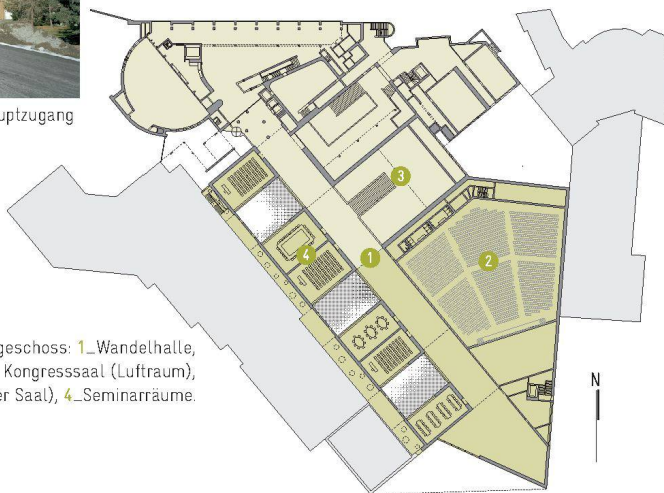 uptzugang
geschoss: 1_Wandelhalle,
Kongresssaal (Luftraum),
er Saal), 4_Seminarräume.
3
1
4
2
N